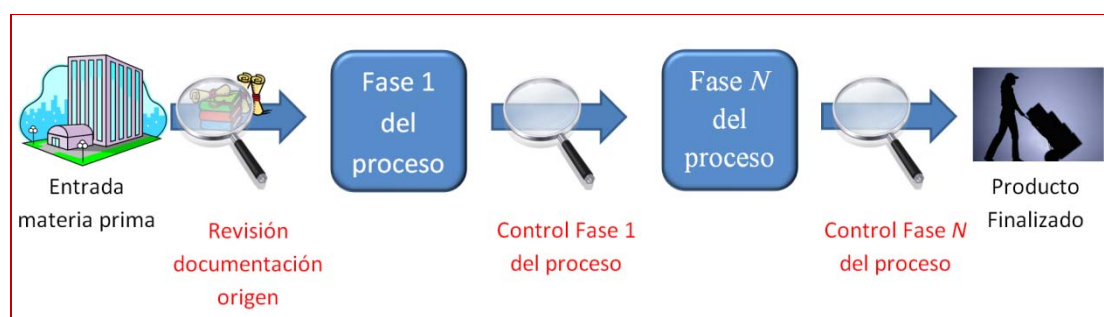 Entrada
materia prima
Revisión
documentación
origen
Fase 1
del
proceso
Control Fase 1
del proceso
Fase N
del
proceso
Control Fase N
del proceso
Producto
Finalizado